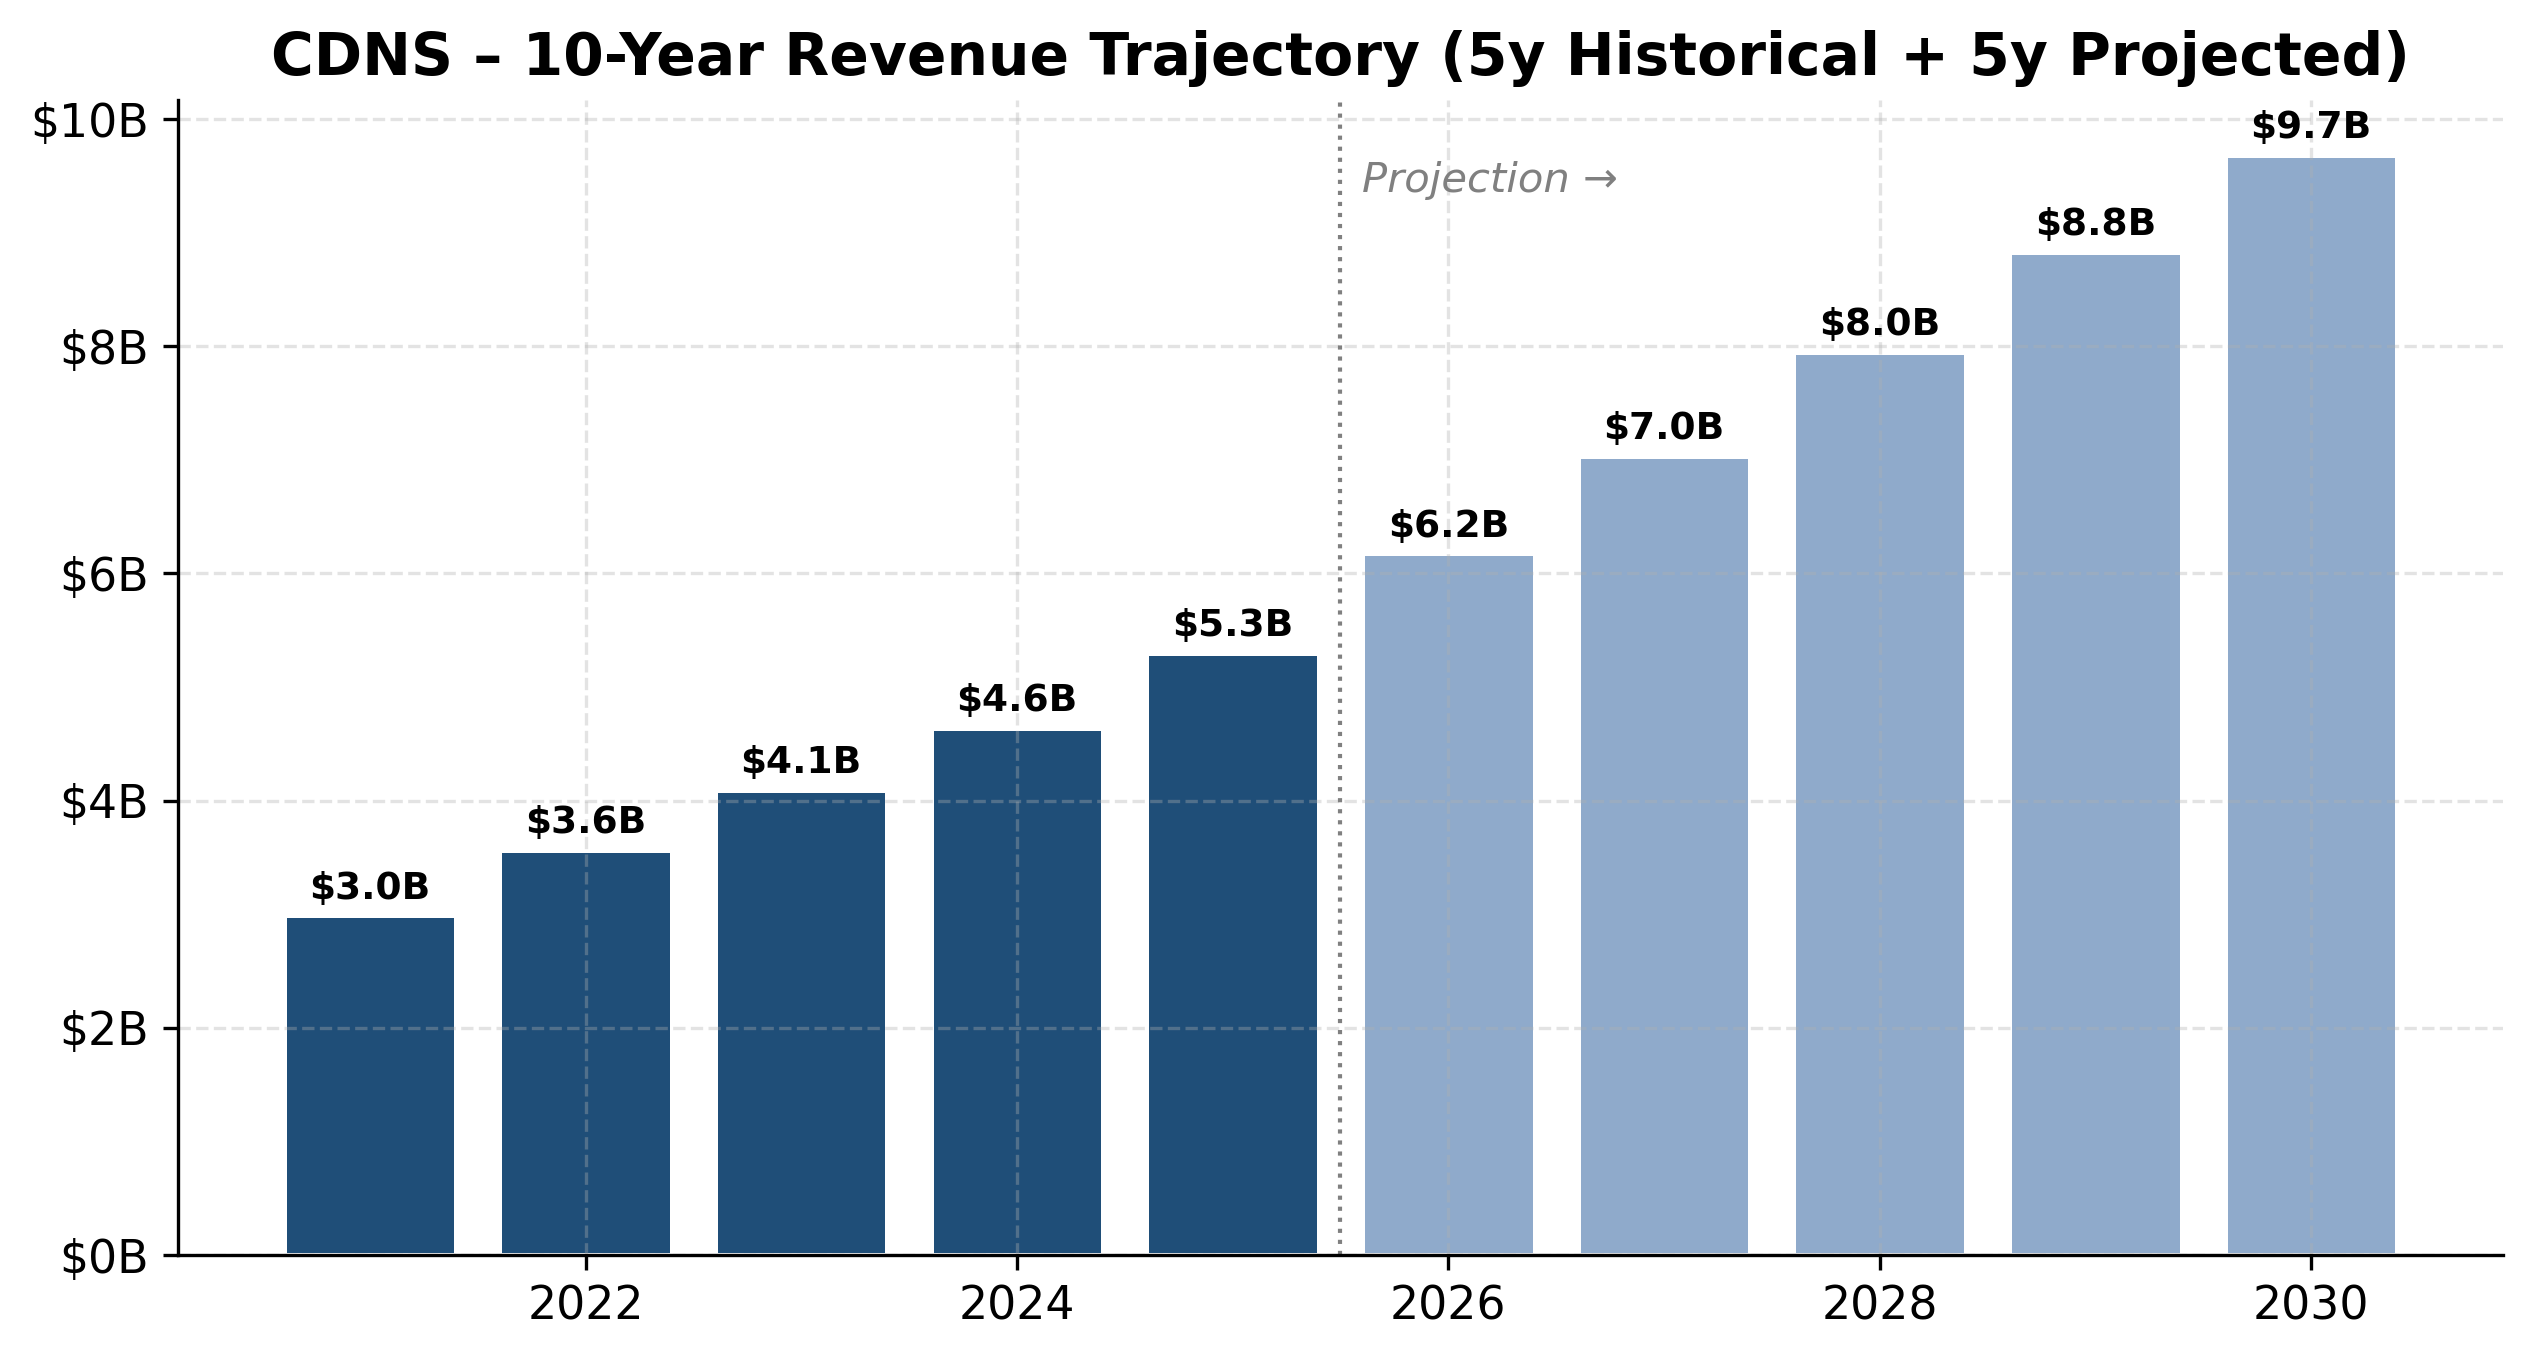 CDNS – 10-Year Revenue Trajectory (5y Historical + 5y Projected)
$10B
$8B
$6B
$4B
$2B
$0B
Projection →
$3.0B
$3.6B
$4.1B
$4.6B
$5.3B
$6.2B
$7.0B
$8.0B
$8.8B
$9.7B
2022
2024
2026
2028
2030